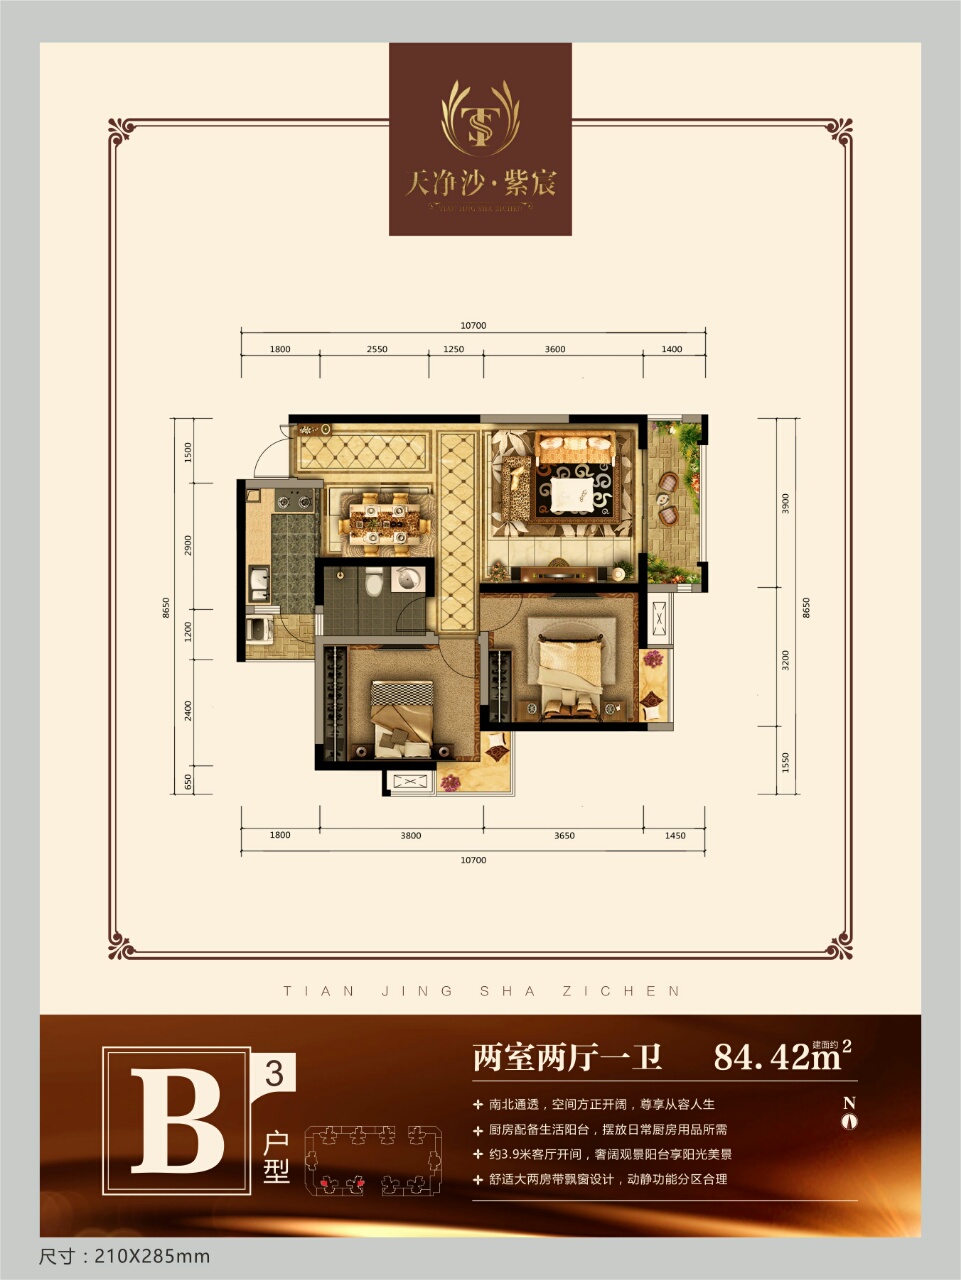 TS
天净沙·紫宸
TIAN JING SHA ZICHEN
10700
1800 2550 1250 3600 1400
1500
2900
1200
2400
650
8650
3900
3200
1550
8650
1800 3800 3650 1450
10700
TIAN JING SHA ZICHEN
B
3
户型
两室两厅一卫 84.42m²
建面约
南北通透，空间方正开阔，尊享从容人生
厨房配备生活阳台，摆放日常厨房用品所需
约3.9米客厅开间，奢阔观景阳台享阳光美景
舒适大两房带飘窗设计，动静功能分区合理
N
尺寸：210X285mm